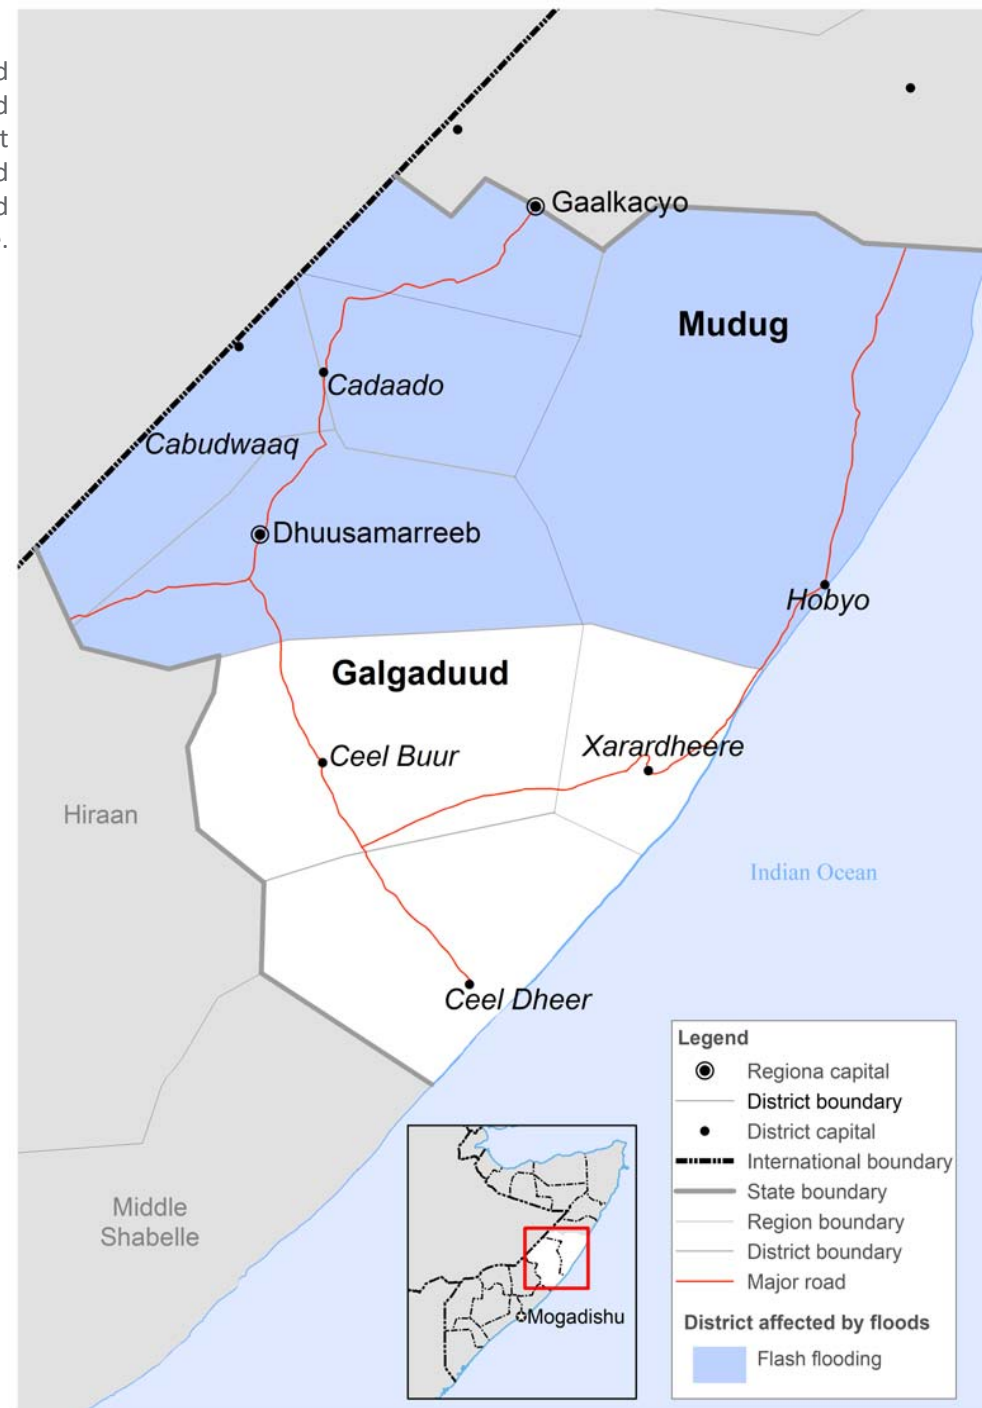 d
d
t
d
d
.
Gaalkacyo
Mudug
Cadaado
Cabudwaaq
Dhuusamarreeb
Hobyo
Galgaduud
Xarardheere
Ceel Buur
Hiraan
Indian Ocean
Ceel Dheer
Legend
Regiona capital
District boundary
District capital
International boundary
State boundary
Region boundary
District boundary
Major road
District affected by floods
Flash flooding
Middle
Shabelle
Mogadishu